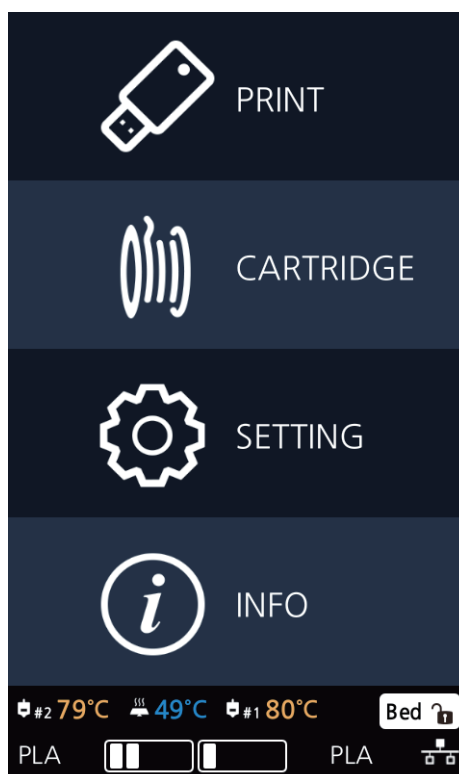 PRINT
CARTRIDGE
SETTING
i INFO
#2 79°C 49°C #1 80°C Bed
PLA PLA